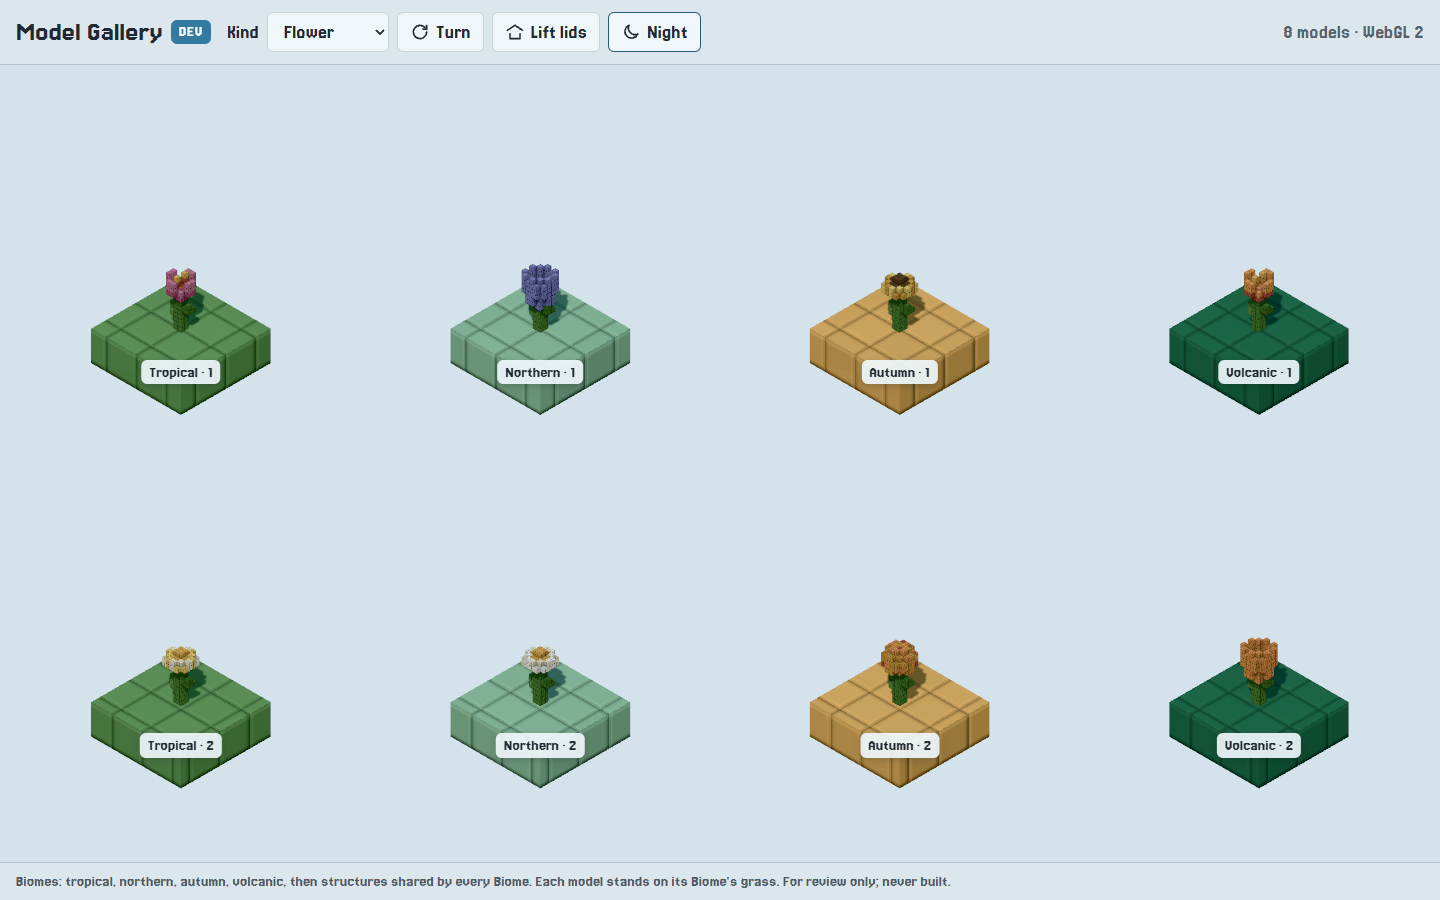 Model Gallery DEV Kind Flower Turn Lift lids Night 8 models · WebGL 2
Tropical · 1 Northern · 1 Autumn · 1 Volcanic · 1
Tropical · 2 Northern · 2 Autumn · 2 Volcanic · 2
Biomes: tropical, northern, autumn, volcanic, then structures shared by every Biome. Each model stands on its Biome's grass. For review only; never built.